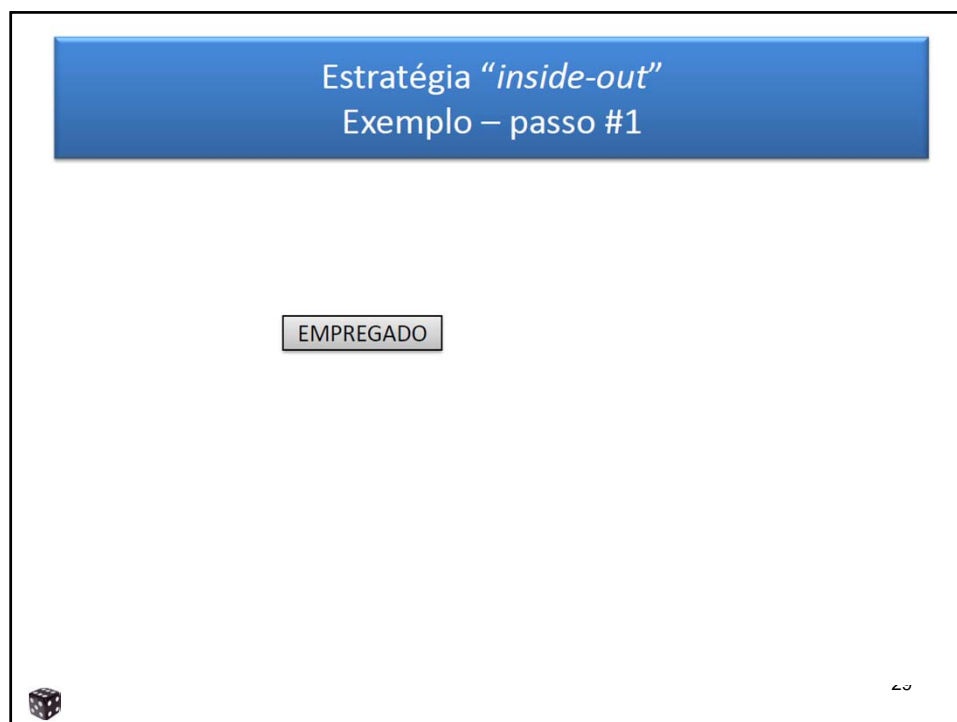 Estratégia “inside-out”
Exemplo – passo #1
EMPREGADO